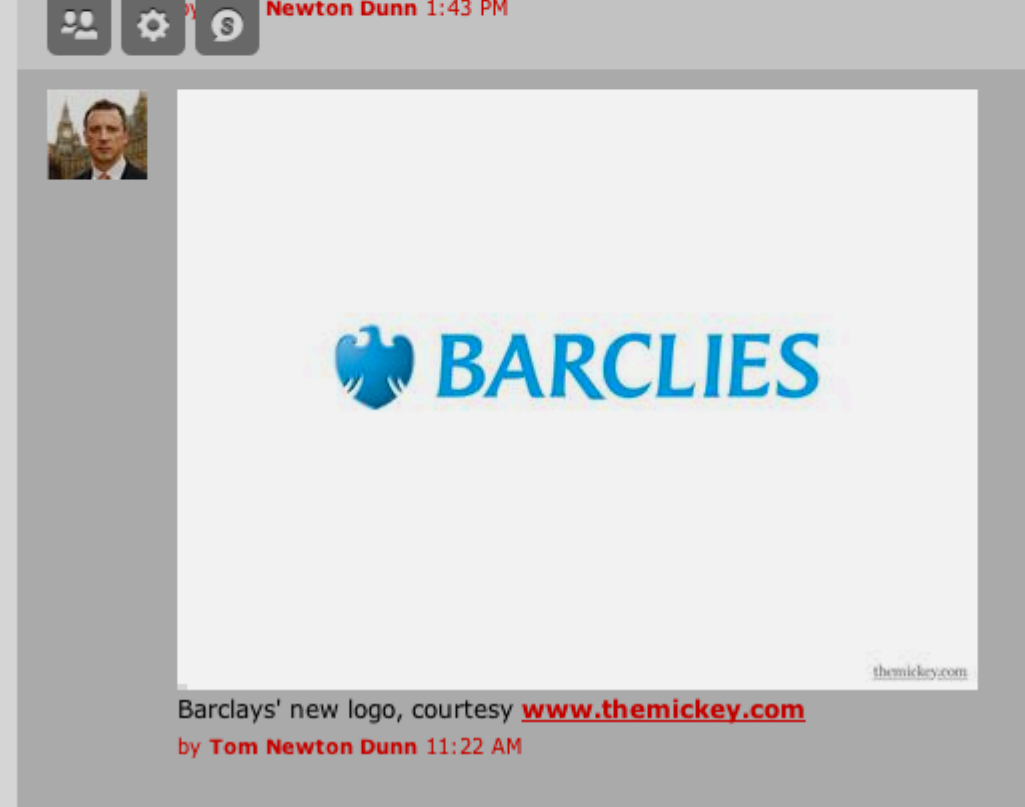 by Newton Dunn 1:43 PM
BARCLIES
themickey.com
Barclays' new logo, courtesy www.themickey.com
by Tom Newton Dunn 11:22 AM